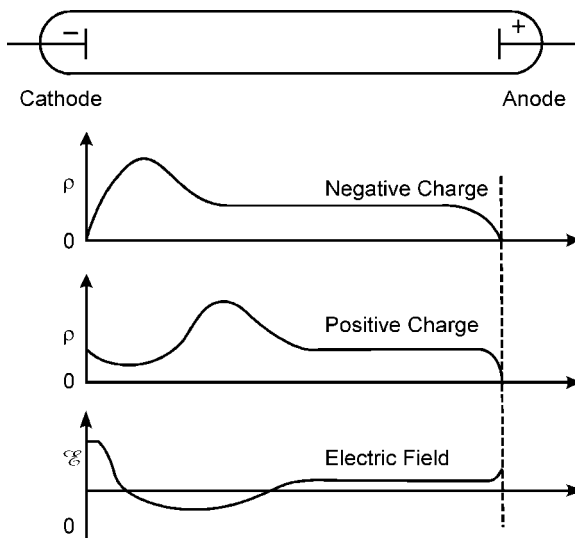 − +
Cathode Anode
ρ
Negative Charge
0
ρ
Positive Charge
0
ℰ
Electric Field
0